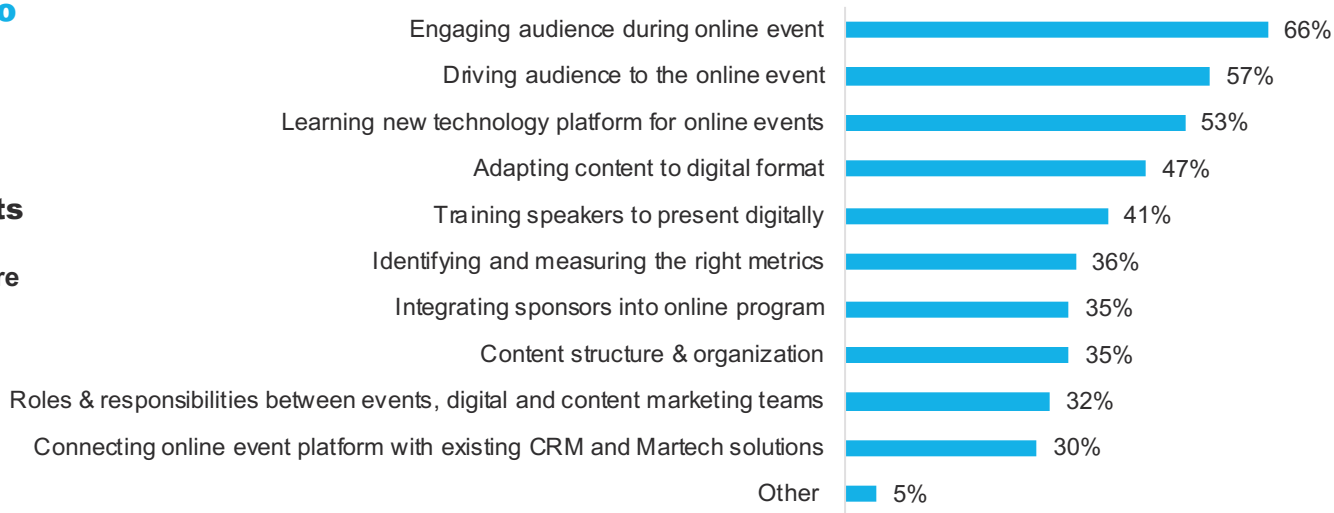 o
ts
re
Engaging audience during online event 66%
Driving audience to the online event 57%
Learning new technology platform for online events 53%
Adapting content to digital format 47%
Training speakers to present digitally 41%
Identifying and measuring the right metrics 36%
Integrating sponsors into online program 35%
Content structure & organization 35%
Roles & responsibilities between events, digital and content marketing teams 32%
Connecting online event platform with existing CRM and Martech solutions 30%
Other 5%